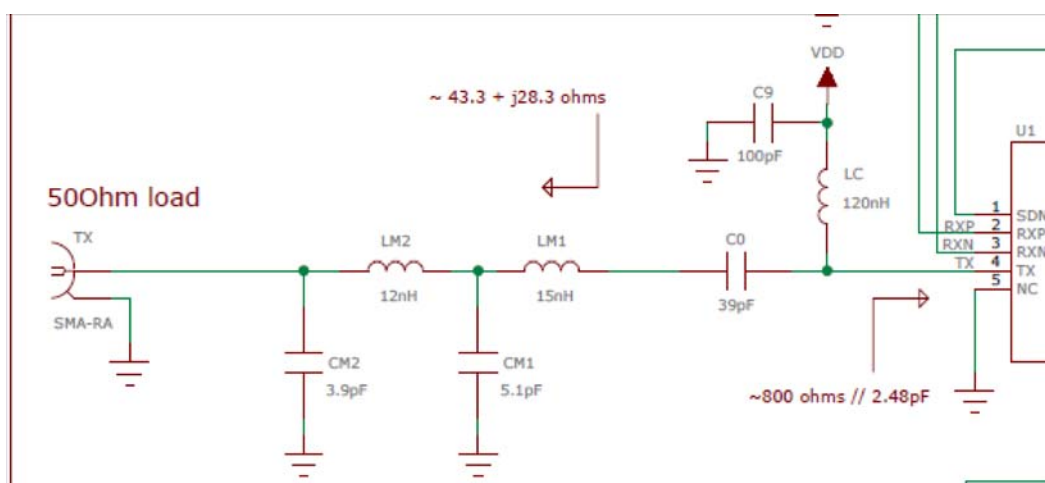 VDD
~ 43.3 + j28.3 ohms
C9
100pF
U1
LC
120nH
50Ohm load
TX
LM2
12nH
LM1
15nH
C0
39pF
RXP
RXN
TX
1
2
3
4
5
SDN
RXP
RXN
TX
NC
SMA-RA
CM2
3.9pF
CM1
5.1pF
~800 ohms // 2.48pF